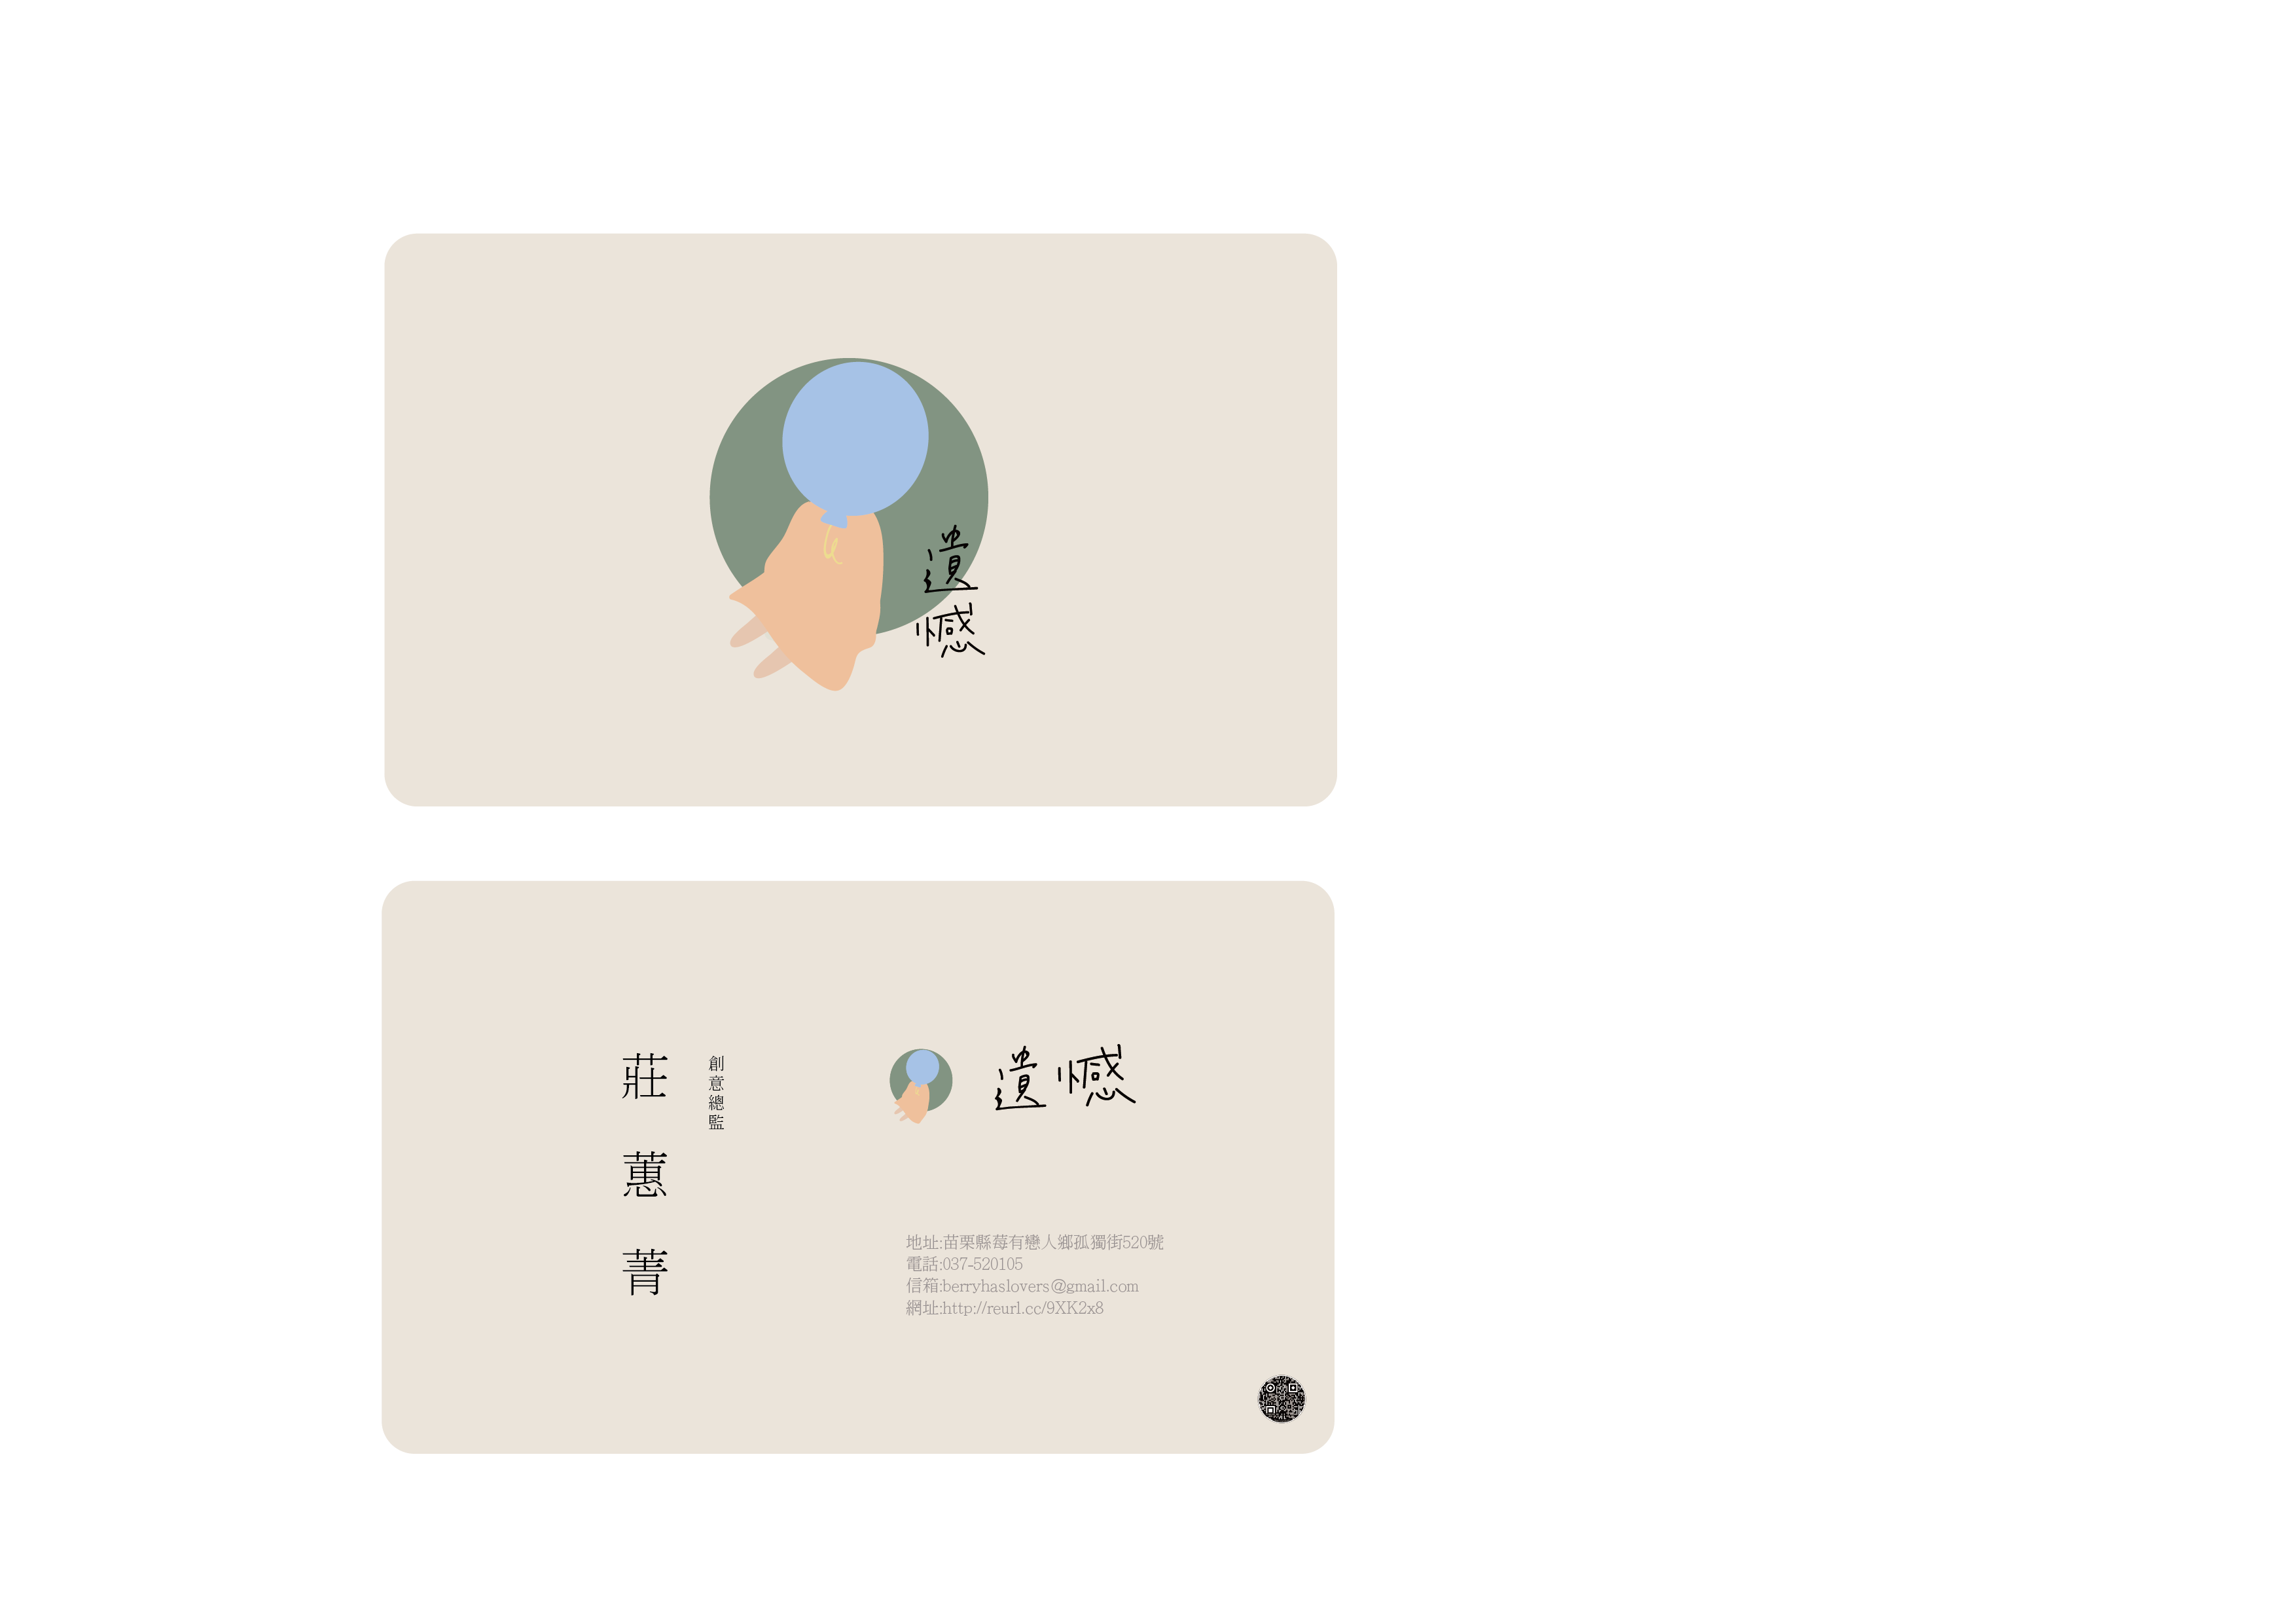 遺
憾
莊蕙菁
創意總監
遺憾
地址:苗栗縣莓有戀人鄉孤獨街520號
電話:037-520105
信箱:berryhaslovers@gmail.com
網址:http://reurl.cc/9XK2x8